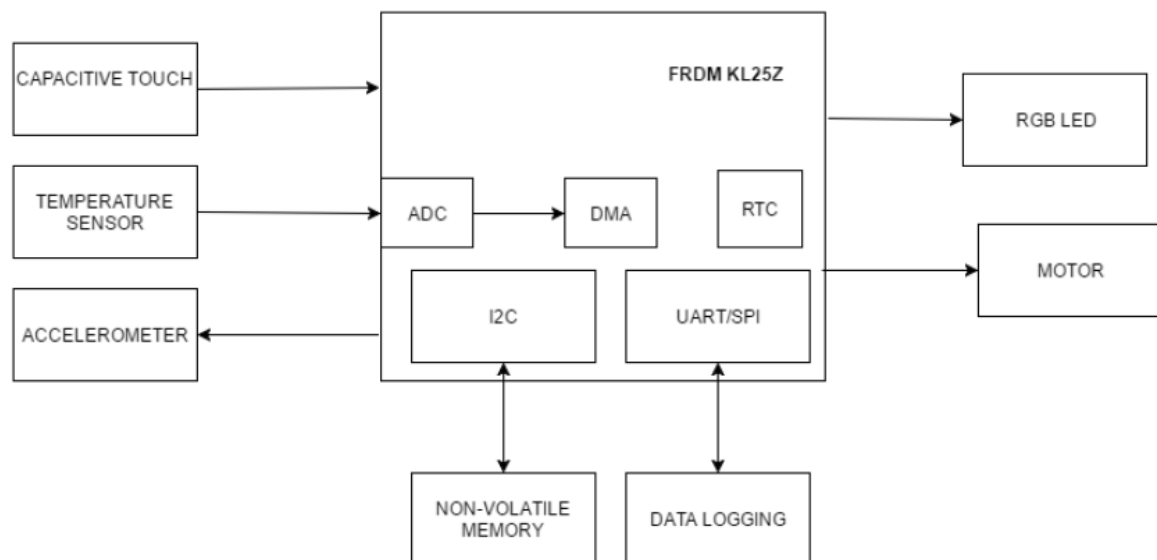 CAPACITIVE TOUCH
FRDM KL25Z
RGB LED
TEMPERATURE
SENSOR
ADC
DMA
RTC
MOTOR
ACCELEROMETER
I2C
UART/SPI
NON-VOLATILE
MEMORY
DATA LOGGING